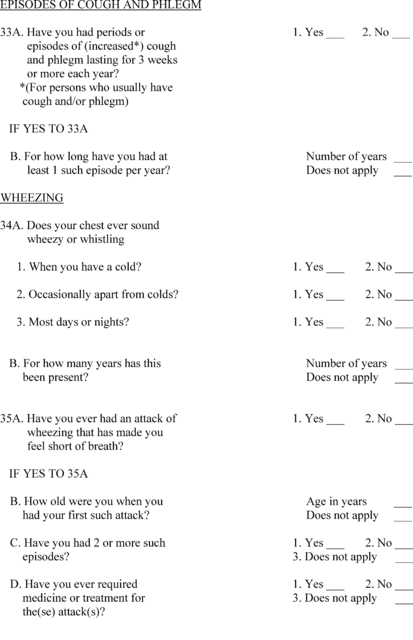 EPISODES OF COUGH AND PHLEGM
33A. Have you had periods or 1. Yes ___ 2. No ___
episodes of (increased*) cough
and phlegm lasting for 3 weeks
or more each year?
*(For persons who usually have
cough and/or phlegm)
IF YES TO 33A
B. For how long have you had at Number of years ___
least 1 such episode per year? Does not apply ___
WHEEZING
34A. Does your chest ever sound
wheezy or whistling
1. When you have a cold? 1. Yes ___ 2. No ___
2. Occasionally apart from colds? 1. Yes ___ 2. No ___
3. Most days or nights? 1. Yes ___ 2. No ___
B. For how many years has this Number of years ___
been present? Does not apply ___
35A. Have you ever had an attack of 1. Yes ___ 2. No ___
wheezing that has made you
feel short of breath?
IF YES TO 35A
B. How old were you when you Age in years ___
had your first such attack? Does not apply ___
C. Have you had 2 or more such 1. Yes ___ 2. No ___
episodes? 3. Does not apply ___
D. Have you ever required 1. Yes ___ 2. No ___
medicine or treatment for 3. Does not apply ___
the(se) attack(s)?